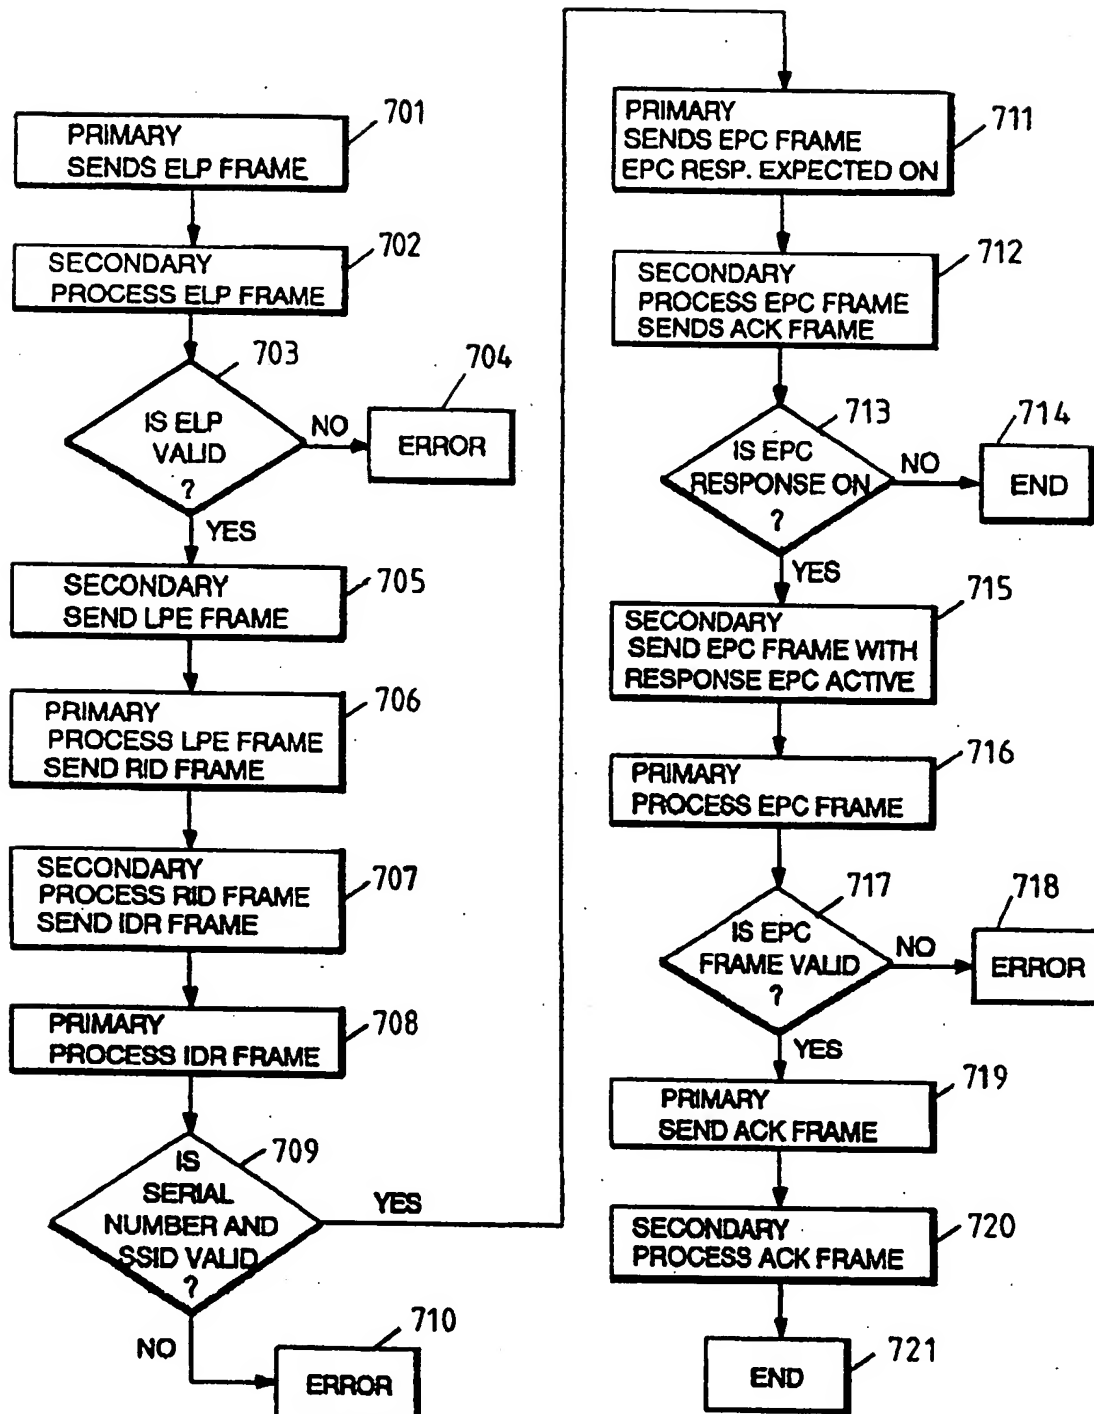 701
PRIMARY
SENDS ELP FRAME
702
SECONDARY
PROCESS ELP FRAME
703
IS ELP
VALID
?
NO
704
ERROR
YES
705
SECONDARY
SEND LPE FRAME
706
PRIMARY
PROCESS LPE FRAME
SEND RID FRAME
707
SECONDARY
PROCESS RID FRAME
SEND IDR FRAME
708
PRIMARY
PROCESS IDR FRAME
709
IS
SERIAL
NUMBER AND
SSID VALID
?
YES
NO
710
ERROR
711
PRIMARY
SENDS EPC FRAME
EPC RESP. EXPECTED ON
712
SECONDARY
PROCESS EPC FRAME
SENDS ACK FRAME
713
IS EPC
RESPONSE ON
?
NO
714
END
YES
715
SECONDARY
SEND EPC FRAME WITH
RESPONSE EPC ACTIVE
716
PRIMARY
PROCESS EPC FRAME
717
IS EPC
FRAME VALID
?
NO
718
ERROR
YES
719
PRIMARY
SEND ACK FRAME
720
SECONDARY
PROCESS ACK FRAME
721
END